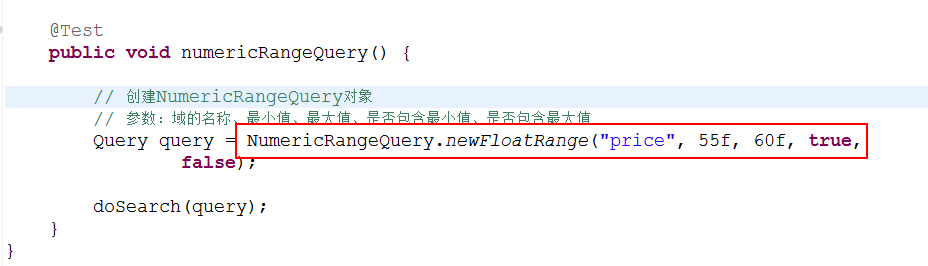 @Test
public void numericRangeQuery() {
// 创建NumericRangeQuery对象
// 参数：域的名称、最小值、最大值、是否包含最小值、是否包含最大值
Query query = NumericRangeQuery.newFloatRange("price", 55f, 60f, true,
false);
doSearch(query);
}
}